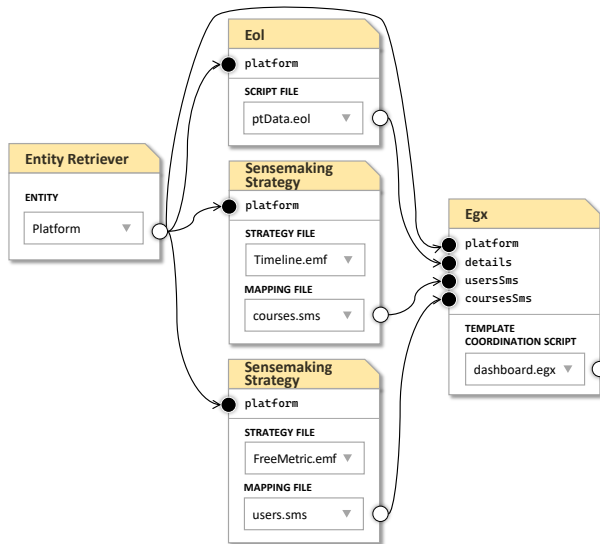 Entity Retriever
ENTITY
Platform
Eol
platform
SCRIPT FILE
ptData.eol
Sensemaking
Strategy
platform
STRATEGY FILE
Timeline.emf
MAPPING FILE
courses.sms
Sensemaking
Strategy
platform
STRATEGY FILE
FreeMetric.emf
MAPPING FILE
users.sms
Egx
platform
details
usersSms
coursesSms
TEMPLATE
COORDINATION SCRIPT
dashboard.egx